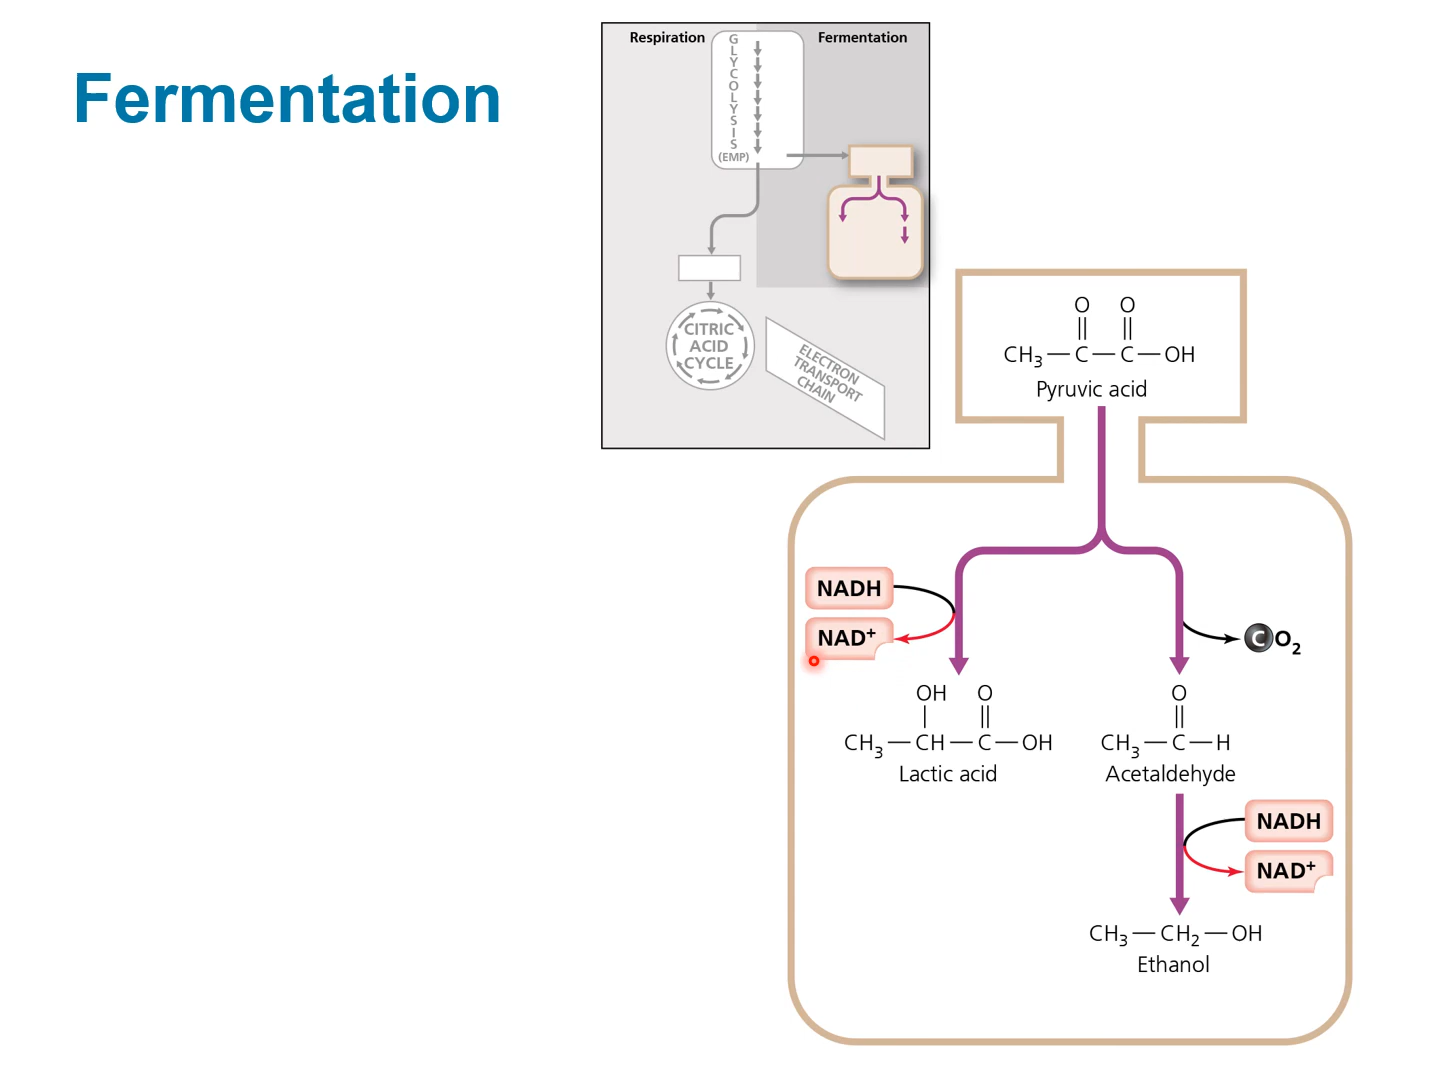 Fermentation
Respiration
Fermentation
GLYCOLYSIS
(EMP)
CITRIC
ACID
CYCLE
ELECTRON
TRANSPORT
CHAIN
O O
CH₃—C—C—OH
Pyruvic acid
NADH
NAD⁺
CO₂
OH O
CH₃—CH—C—OH
Lactic acid
O
CH₃—C—H
Acetaldehyde
NADH
NAD⁺
CH₃—CH₂—OH
Ethanol